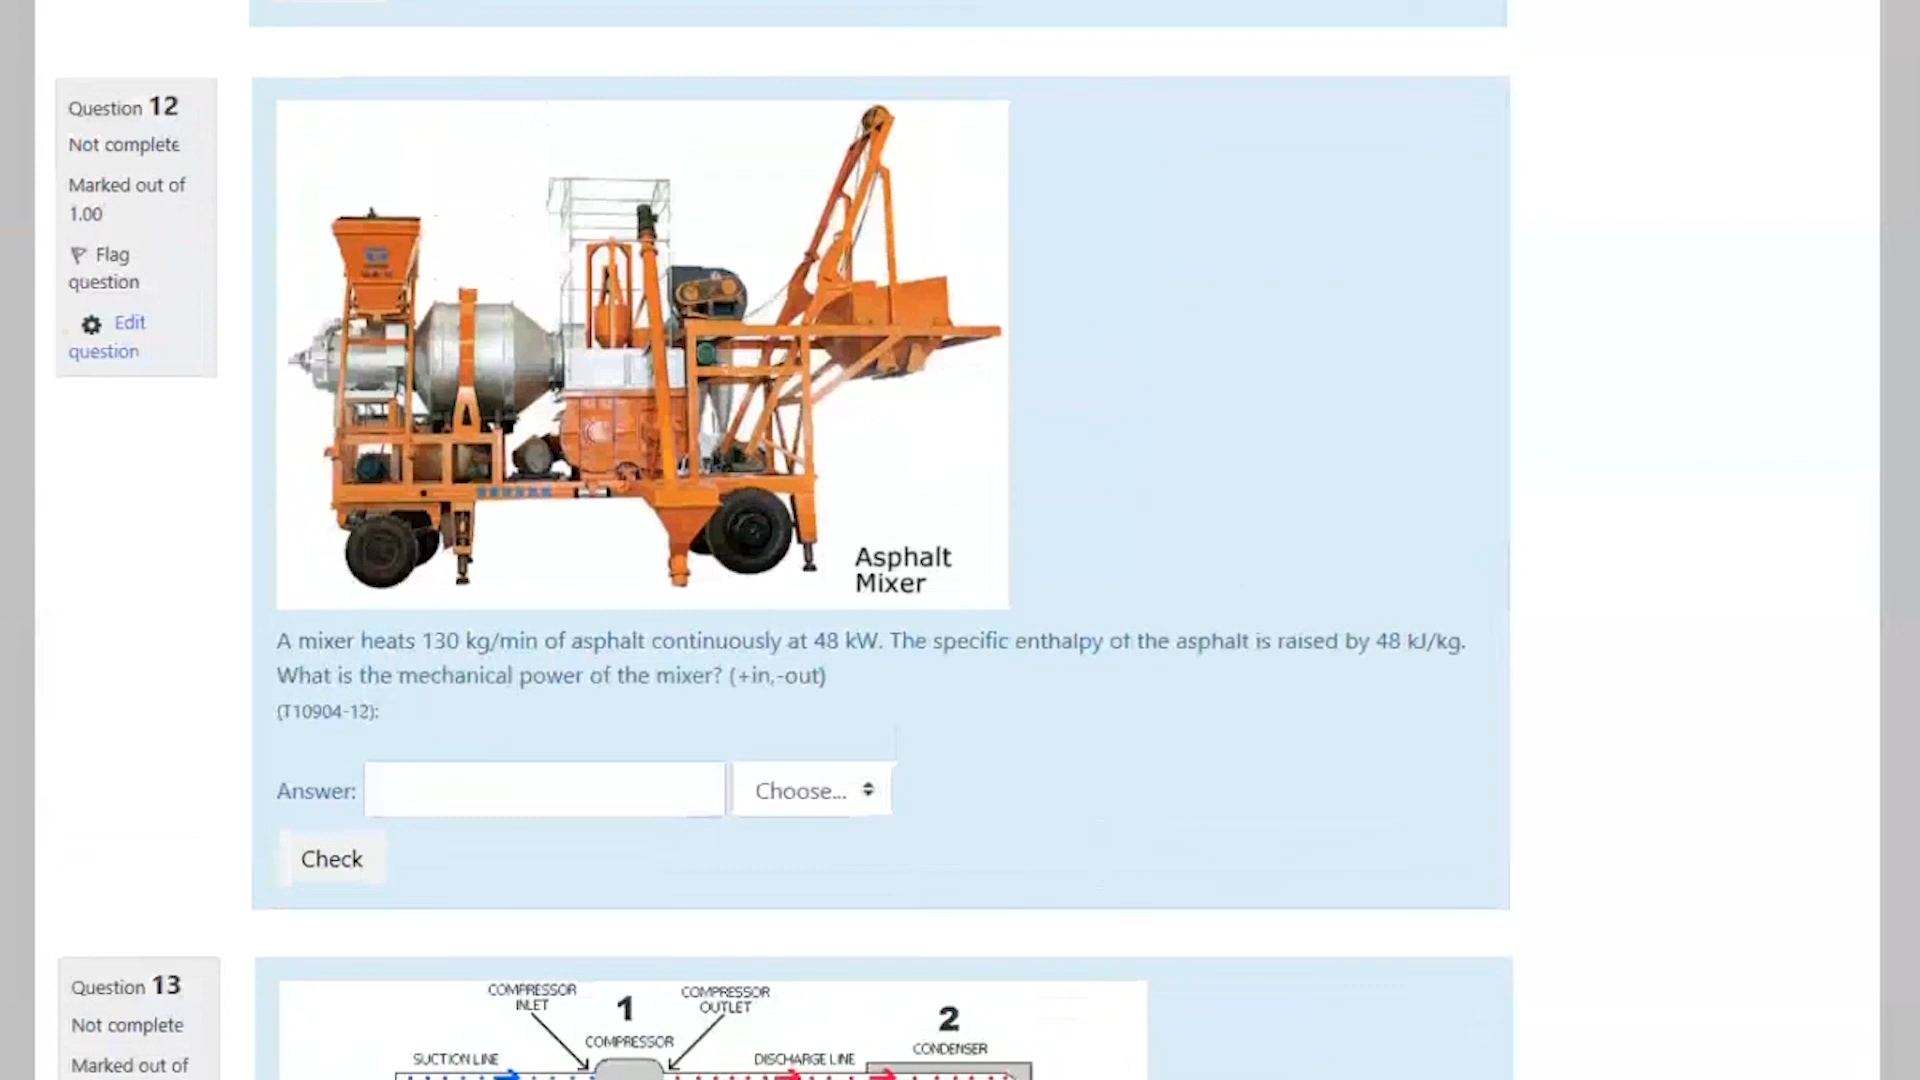 Question 12
Not complete
Marked out of
1.00
Flag
question
Edit
question
Asphalt
Mixer
A mixer heats 130 kg/min of asphalt continuously at 48 kW. The specific enthalpy of the asphalt is raised by 48 kJ/kg.
What is the mechanical power of the mixer? (+in,-out)
(T10904-12):
Answer:
Choose...
Check
Question 13
Not complete
Marked out of
COMPRESSOR
INLET
1
COMPRESSOR
OUTLET
2
COMPRESSOR
CONDENSER
SUCTION LINE
DISCHARGE LINE